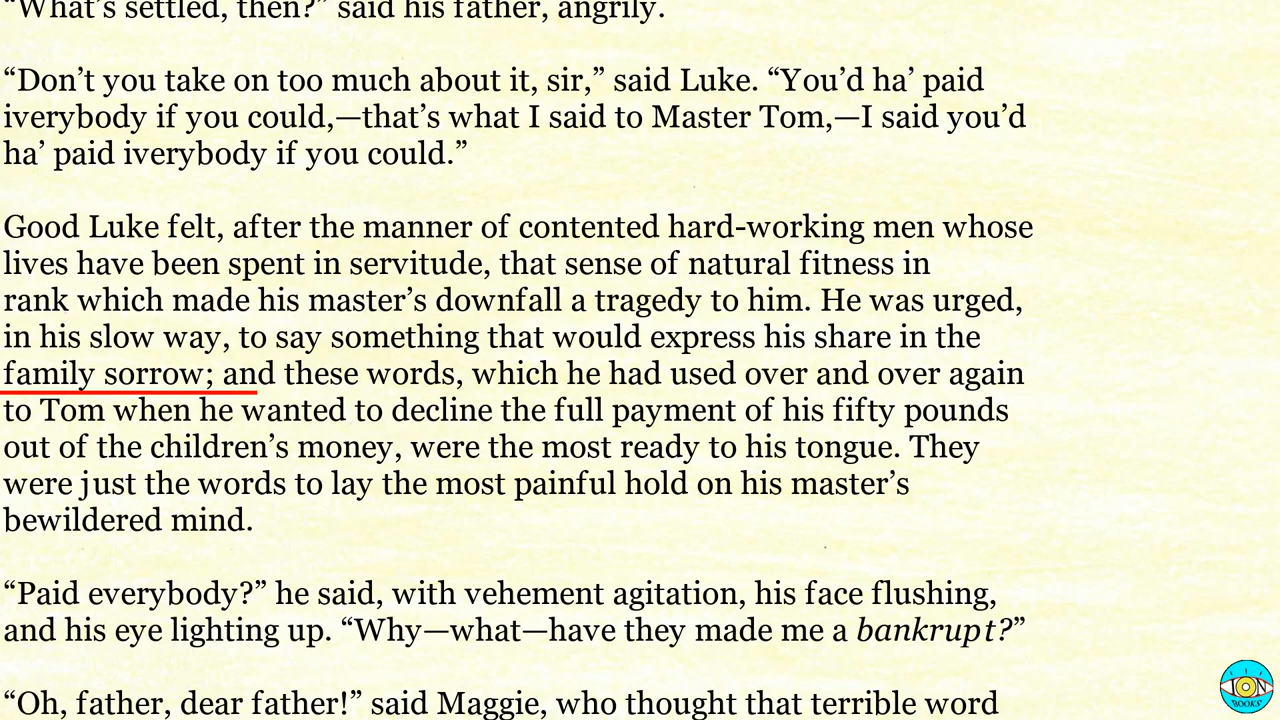 “What’s settled, then?” said his father, angrily.
“Don’t you take on too much about it, sir,” said Luke. “You’d ha’ paid
iverybody if you could,—that’s what I said to Master Tom,—I said you’d
ha’ paid iverybody if you could.”
Good Luke felt, after the manner of contented hard-working men whose
lives have been spent in servitude, that sense of natural fitness in
rank which made his master’s downfall a tragedy to him. He was urged,
in his slow way, to say something that would express his share in the
family sorrow; and these words, which he had used over and over again
to Tom when he wanted to decline the full payment of his fifty pounds
out of the children’s money, were the most ready to his tongue. They
were just the words to lay the most painful hold on his master’s
bewildered mind.
“Paid everybody?” he said, with vehement agitation, his face flushing,
and his eye lighting up. “Why—what—have they made me a bankrupt?”
“Oh, father, dear father!” said Maggie, who thought that terrible word
ION
BOOKS